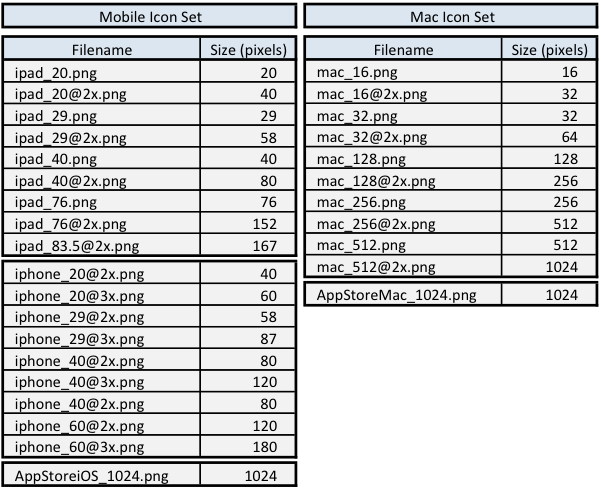 Mobile Icon Set
Filename Size (pixels)
ipad_20.png 20
ipad_20@2x.png 40
ipad_29.png 29
ipad_29@2x.png 58
ipad_40.png 40
ipad_40@2x.png 80
ipad_76.png 76
ipad_76@2x.png 152
ipad_83.5@2x.png 167
iphone_20@2x.png 40
iphone_20@3x.png 60
iphone_29@2x.png 58
iphone_29@3x.png 87
iphone_40@2x.png 80
iphone_40@3x.png 120
iphone_40@2x.png 80
iphone_60@2x.png 120
iphone_60@3x.png 180
AppStoreiOS_1024.png 1024
Mac Icon Set
Filename Size (pixels)
mac_16.png 16
mac_16@2x.png 32
mac_32.png 32
mac_32@2x.png 64
mac_128.png 128
mac_128@2x.png 256
mac_256.png 256
mac_256@2x.png 512
mac_512.png 512
mac_512@2x.png 1024
AppStoreMac_1024.png 1024